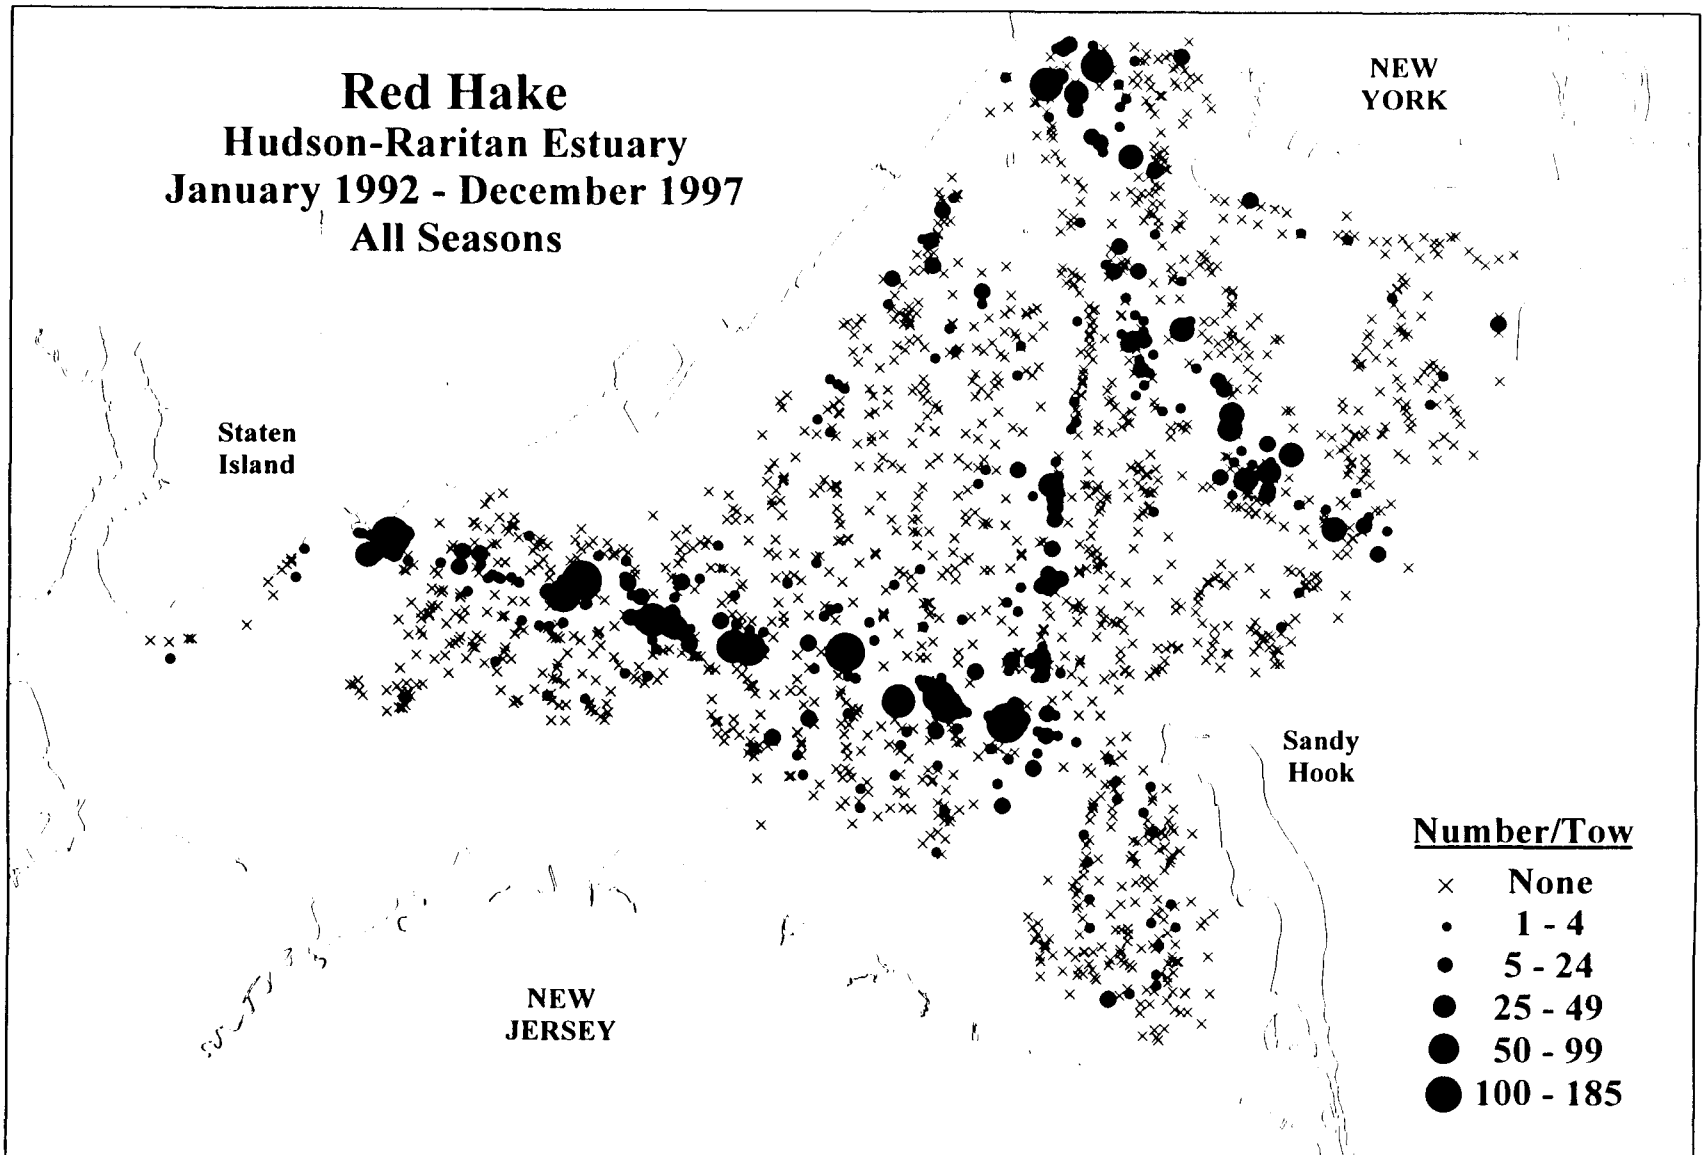 Red Hake
Hudson-Raritan Estuary
January 1992 - December 1997
All Seasons
NEW
YORK
Staten
Island
Sandy
Hook
NEW
JERSEY
Number/Tow
None
1 - 4
5 - 24
25 - 49
50 - 99
100 - 185